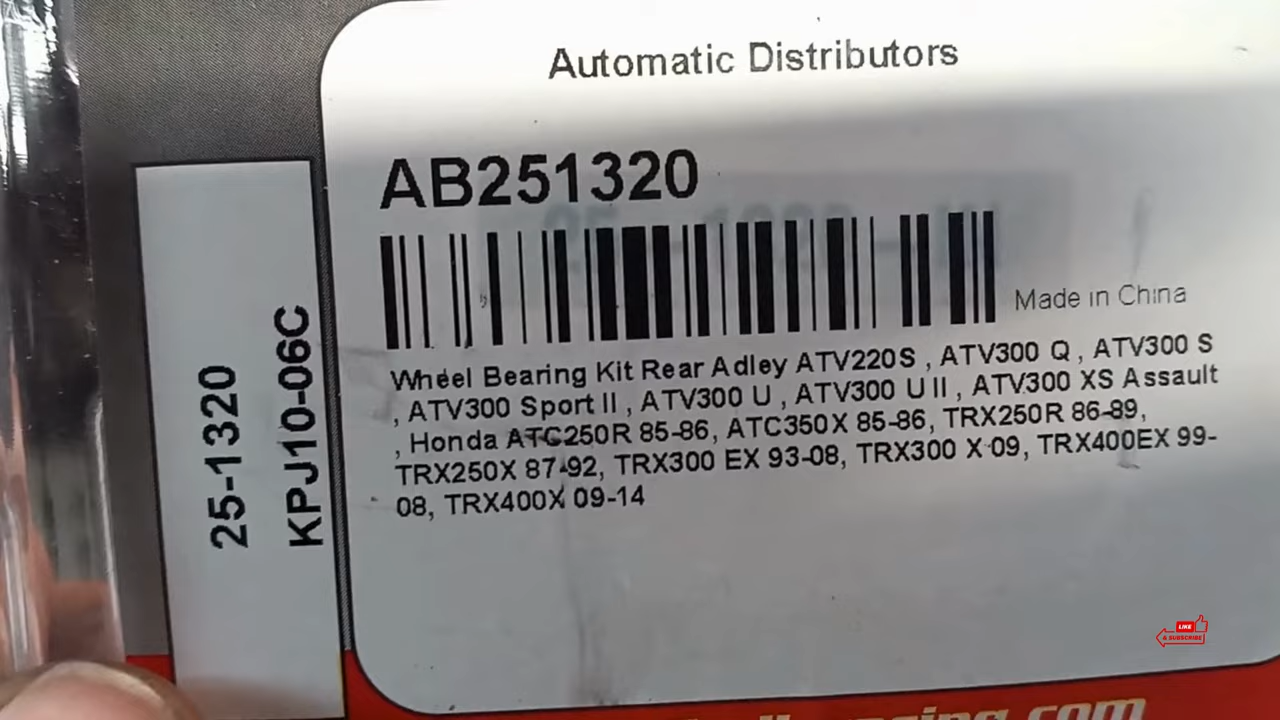 Automatic Distributors
AB251320
Made in China
Wheel Bearing Kit Rear Adley ATV220S , ATV300 Q , ATV300 S
, ATV300 Sport II , ATV300 U , ATV300 U II , ATV300 XS Assault
, Honda ATC250R 85-86, ATC350X 85-86, TRX250R 86-89,
TRX250X 87-92, TRX300 EX 93-08, TRX300 X 09, TRX400EX 99-
08, TRX400X 09-14
25-1320
KPJ10-06C
LIKE
& SUBSCRIBE